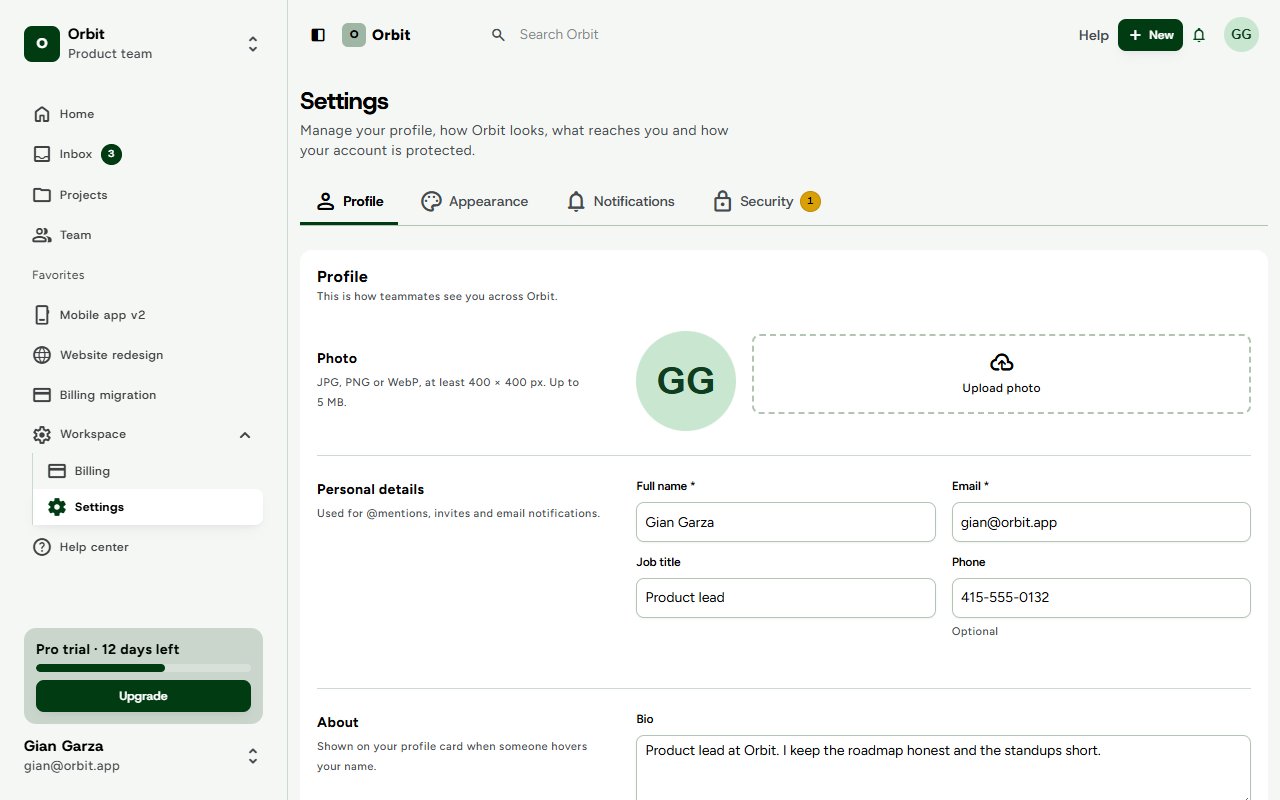 O
Orbit
Product team
Home
Inbox 3
Projects
Team
Favorites
Mobile app v2
Website redesign
Billing migration
Workspace
Billing
Settings
Help center
Pro trial · 12 days left
Upgrade
Gian Garza
gian@orbit.app
O Orbit
Search Orbit
Help
New
GG
Settings
Manage your profile, how Orbit looks, what reaches you and how
your account is protected.
Profile
Appearance
Notifications
Security 1
Profile
This is how teammates see you across Orbit.
Photo
JPG, PNG or WebP, at least 400 × 400 px. Up to
5 MB.
GG
Upload photo
Personal details
Used for @mentions, invites and email notifications.
Full name *
Gian Garza
Email *
gian@orbit.app
Job title
Product lead
Phone
415-555-0132
Optional
About
Shown on your profile card when someone hovers
your name.
Bio
Product lead at Orbit. I keep the roadmap honest and the standups short.